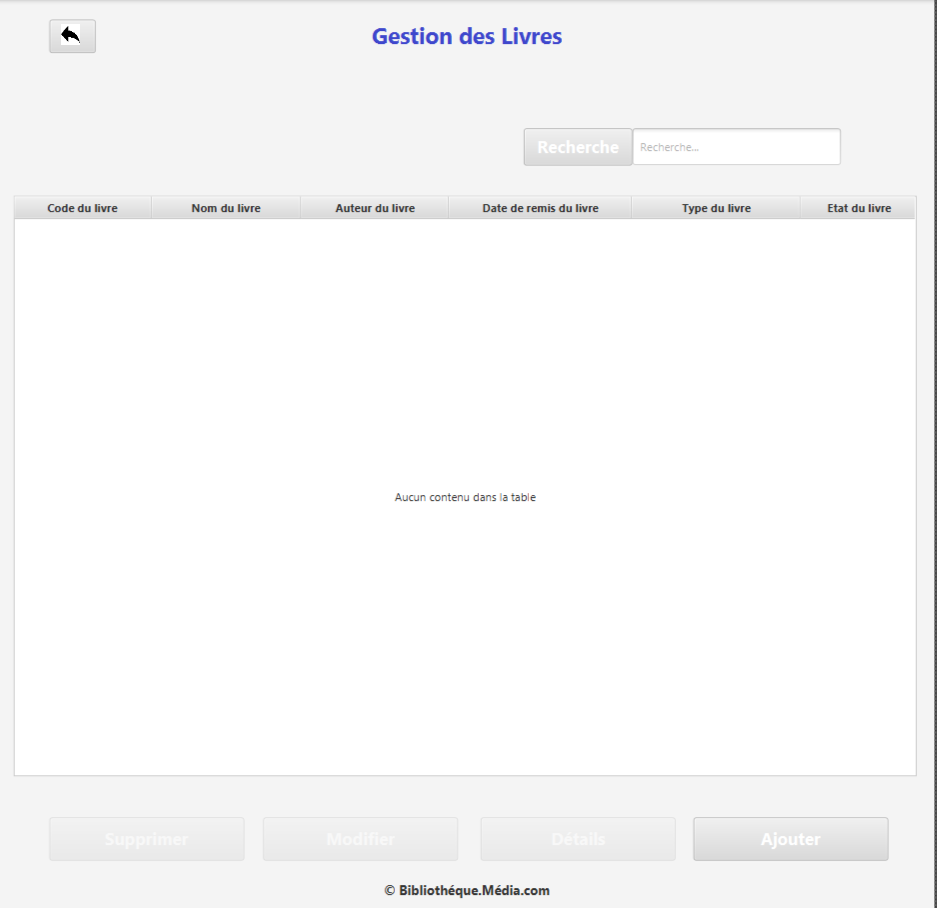 Gestion des Livres
Recherche Recherche...
Code du livre Nom du livre Auteur du livre Date de remis du livre Type du livre Etat du livre
Aucun contenu dans la table
Supprimer Modifier Détails Ajouter
© Bibliothéque.Média.com